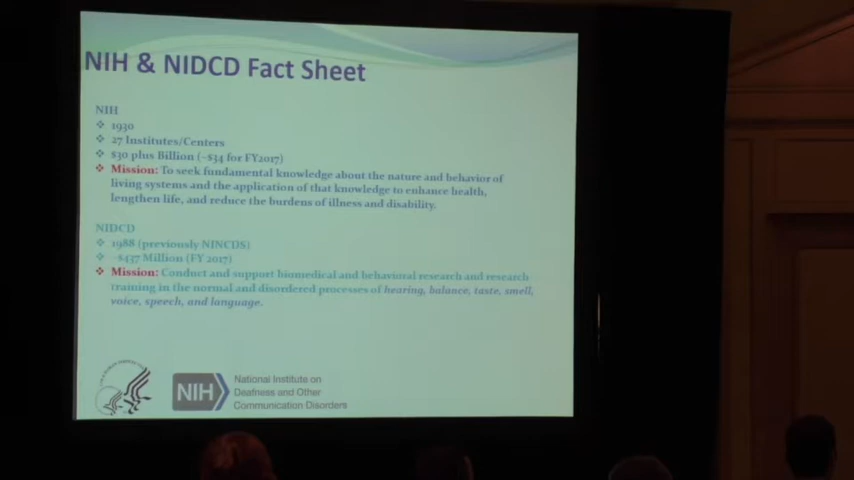 NIH & NIDCD Fact Sheet
NIH
❖ 1930
❖ 27 Institutes/Centers
❖ $30 plus Billion (~$34 for FY2017)
❖ Mission: To seek fundamental knowledge about the nature and behavior of
living systems and the application of that knowledge to enhance health,
lengthen life, and reduce the burdens of illness and disability.
NIDCD
❖ 1988 (previously NINCDS)
❖ ~$437 Million (FY 2017)
❖ Mission: Conduct and support biomedical and behavioral research and research
training in the normal and disordered processes of hearing, balance, taste, smell,
voice, speech, and language.
NIH
National Institute on
Deafness and Other
Communication Disorders